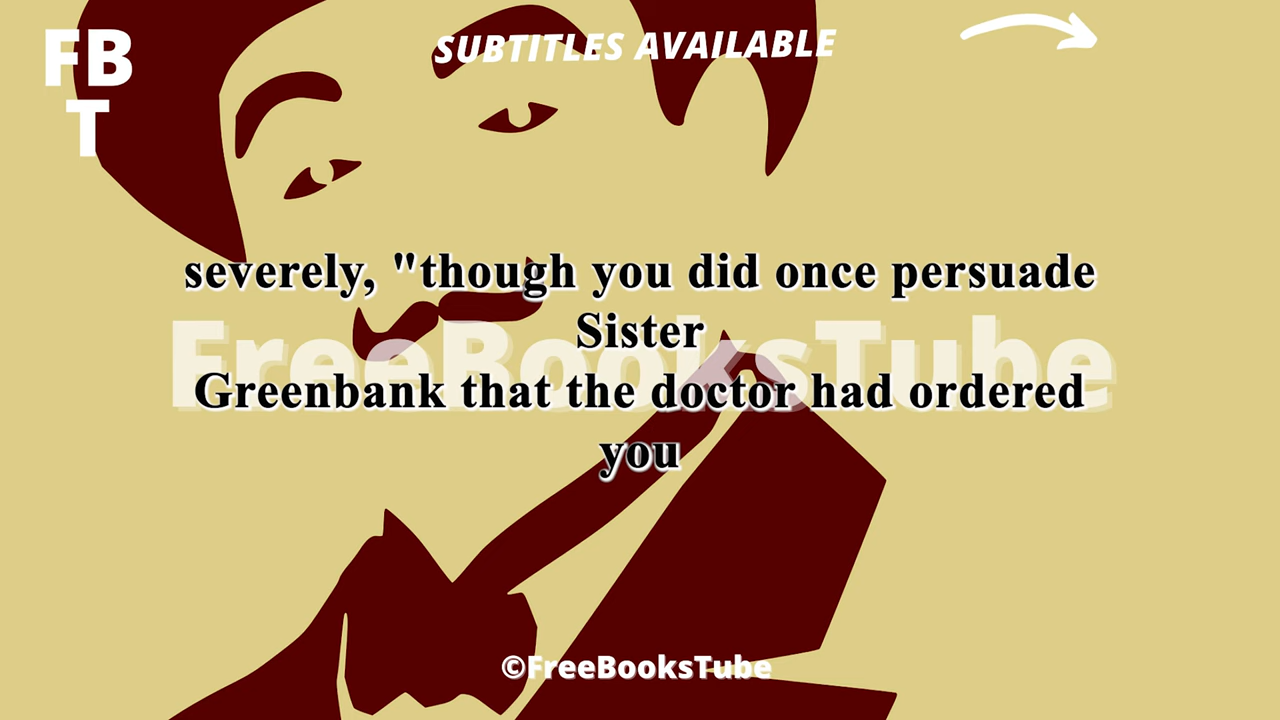 FB
T
SUBTITLES AVAILABLE
severely, "though you did once persuade
Sister
FreeBooksTube
Greenbank that the doctor had ordered
you
©FreeBooksTube